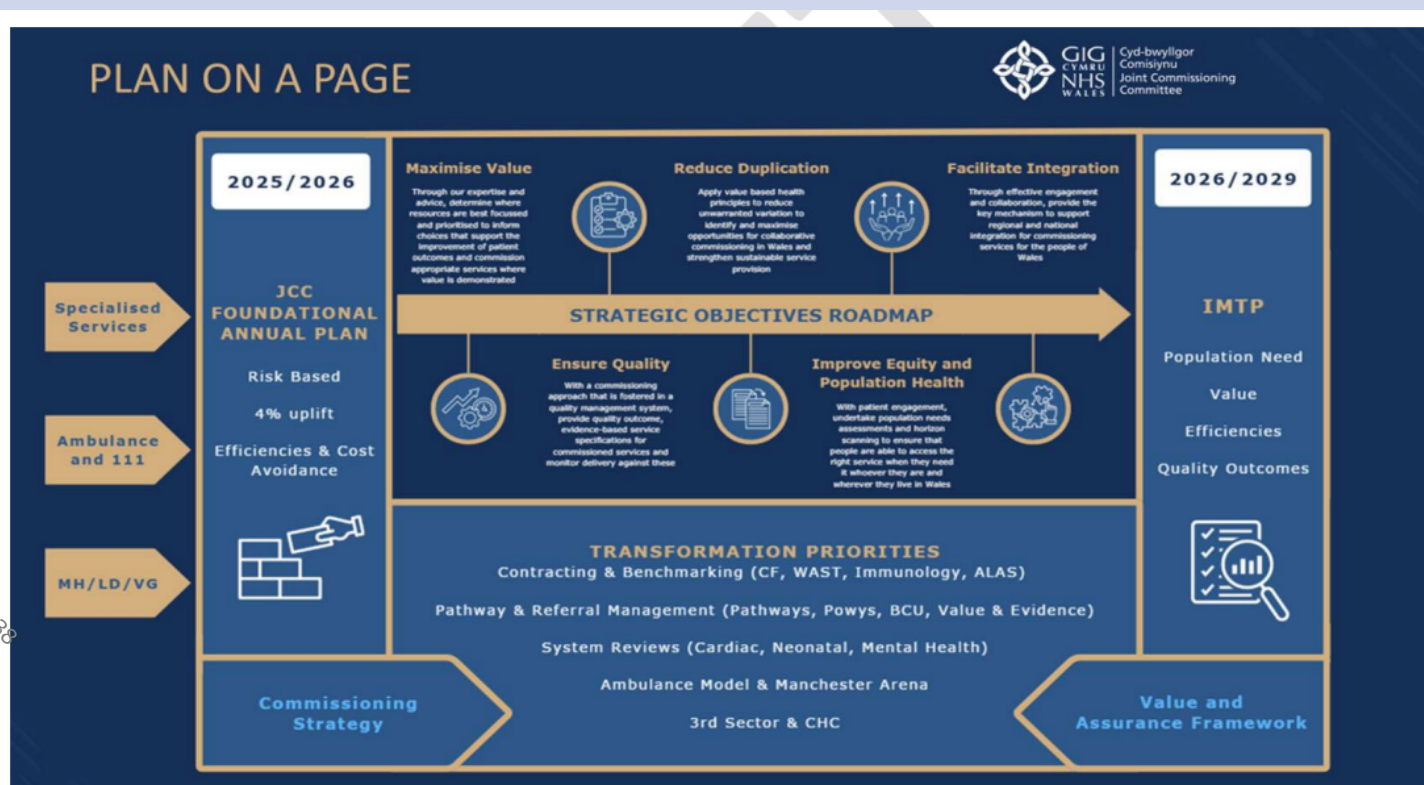 PLAN ON A PAGE
GIG
CYMRU
NHS
WALES
Cyd-bwyllgor
Comisiynu
Joint Commissioning
Committee
2025/2026
JCC
FOUNDATIONAL
ANNUAL PLAN
Risk Based
4% uplift
Efficiencies & Cost
Avoidance
Specialised
Services
Ambulance
and 111
MH/LD/VG
Maximise Value
Through our expertise and
advice, determine where
resources are best focussed
and prioritised to inform
choices that support the
improvement of patient
outcomes and commission
appropriate services where
value is demonstrated
Reduce Duplication
Apply value based health
principles to reduce
unwarranted variation to
identify and maximise
opportunities for collaborative
commissioning in Wales and
strengthen sustainable service
provision
Facilitate Integration
Through effective engagement
and collaboration, provide the
key mechanism to support
regional and national
integration for commissioning
services for the people of
Wales
STRATEGIC OBJECTIVES ROADMAP
Ensure Quality
With a commissioning
approach that is fostered in a
quality management system,
provide quality outcome,
evidence-based service
specifications for
commissioned services and
monitor delivery against these
Improve Equity and
Population Health
With patient engagement,
undertake population needs
assessments and horizon
scanning to ensure that
people are able to access the
right service when they need
it whoever they are and
wherever they live in Wales
2026/2029
IMTP
Population Need
Value
Efficiencies
Quality Outcomes
TRANSFORMATION PRIORITIES
Contracting & Benchmarking (CF, WAST, Immunology, ALAS)
Pathway & Referral Management (Pathways, Powys, BCU, Value & Evidence)
System Reviews (Cardiac, Neonatal, Mental Health)
Ambulance Model & Manchester Arena
3rd Sector & CHC
Commissioning
Strategy
Value and
Assurance Framework